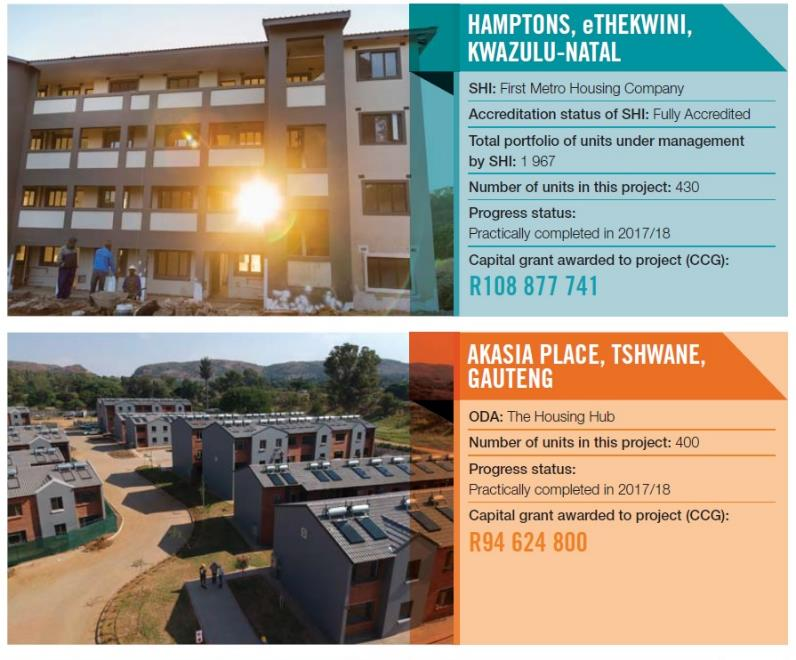 HAMPTONS, eTHEKWINI,
KWAZULU-NATAL
SHI: First Metro Housing Company
Accreditation status of SHI: Fully Accredited
Total portfolio of units under management
by SHI: 1 967
Number of units in this project: 430
Progress status:
Practically completed in 2017/18
Capital grant awarded to project (CCG):
R108 877 741
AKASIA PLACE, TSHWANE,
GAUTENG
ODA: The Housing Hub
Number of units in this project: 400
Progress status:
Practically completed in 2017/18
Capital grant awarded to project (CCG):
R94 624 800